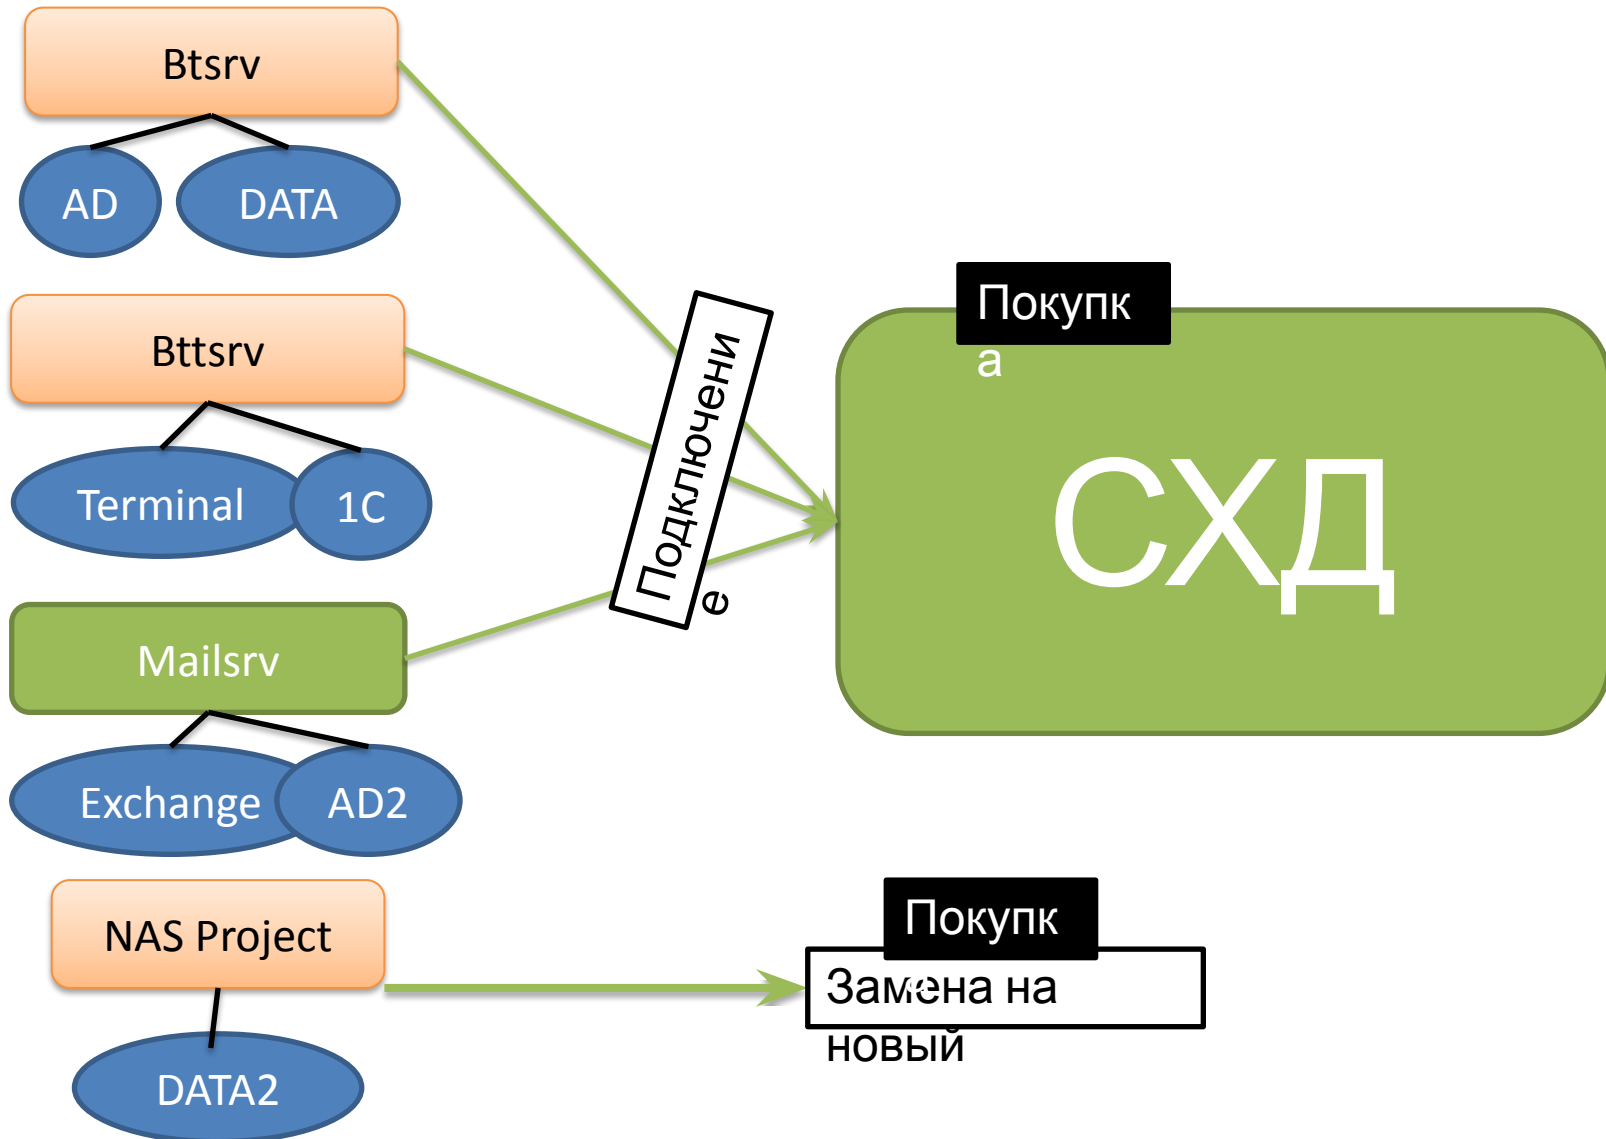 Btsrv
AD
DATA
Bttsrv
Terminal
1C
Mailsrv
Exchange
AD2
NAS Project
DATA2
Подключени
е
Покупк
а
СХД
Покупк
а
Замена на
новый